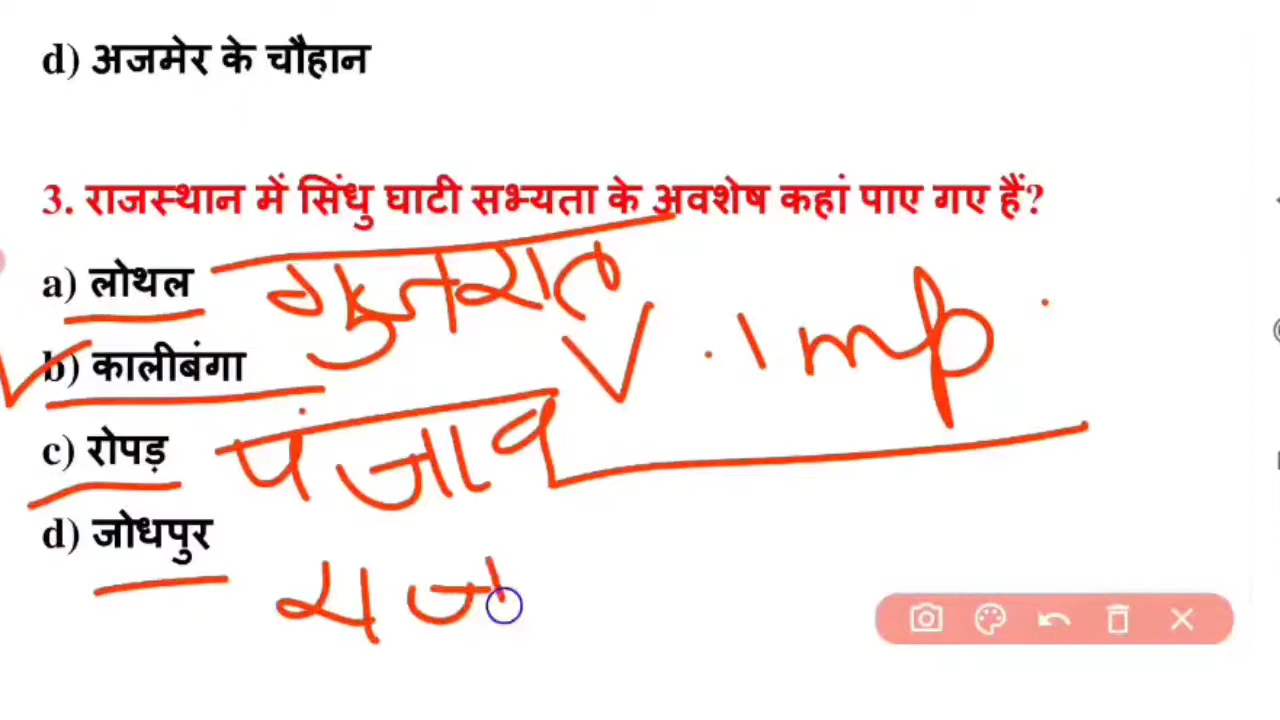 d) अजमेर के चौहान
3. राजस्थान में सिंधु घाटी सभ्यता के अवशेष कहां पाए गए हैं?
a) लोथल गुजरात
b) कालीबंगा . Imp .
c) रोपड़ पंजाब
d) जोधपुर
राज